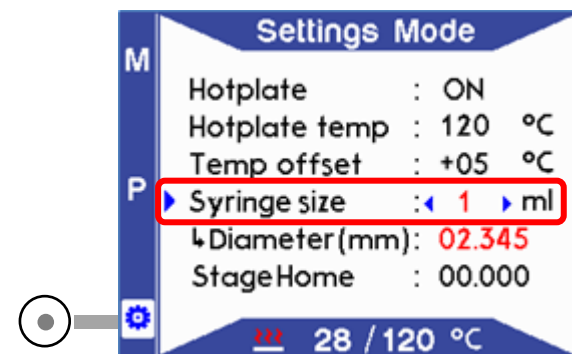 Settings Mode
M
Hotplate : ON
Hotplate temp : 120 °C
Temp offset : +05 °C
P
Syringe size : 1 ml
↳Diameter(mm): 02.345
StageHome : 00.000
28 / 120 °C